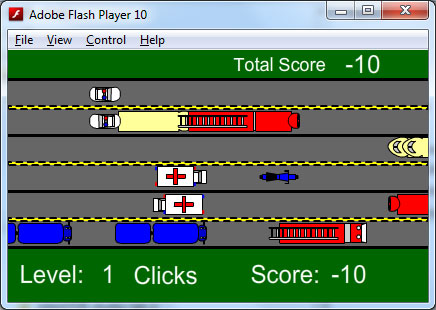 Adobe Flash Player 10
File View Control Help
Total Score -10
Level: 1 Clicks Score: -10